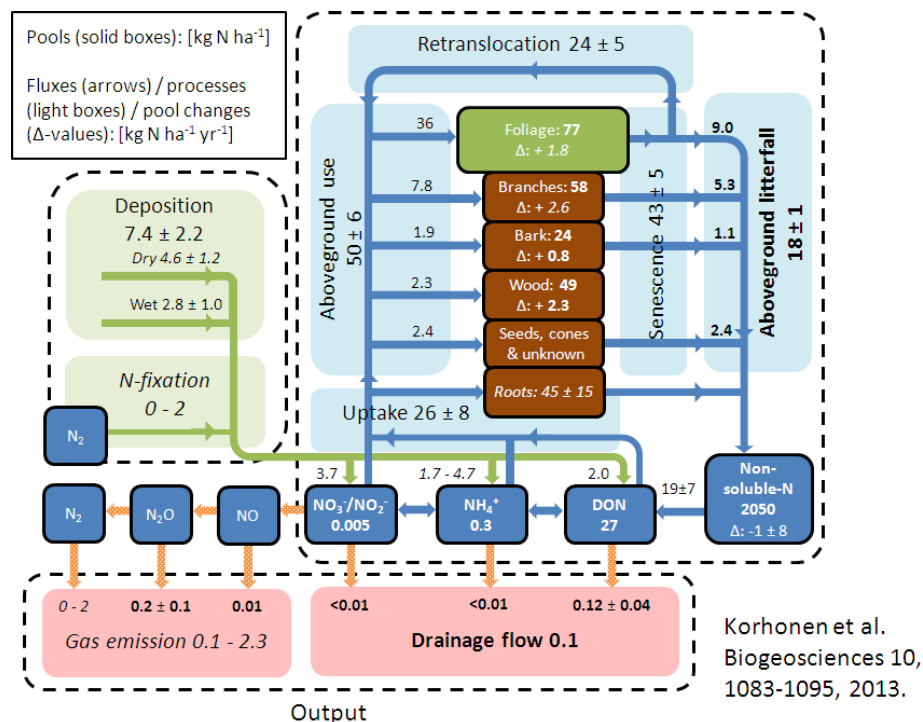 Pools (solid boxes): [kg N ha⁻¹]
Fluxes (arrows) / processes
(light boxes) / pool changes
(Δ-values): [kg N ha⁻¹ yr⁻¹]
Retranslocation 24 ± 5
Aboveground use
50 ± 6
36
7.8
1.9
2.3
2.4
Foliage: 77
Δ: + 1.8
Branches: 58
Δ: + 2.6
Bark: 24
Δ: + 0.8
Wood: 49
Δ: + 2.3
Seeds, cones
& unknown
Roots: 45 ± 15
Senescence 43 ± 5
9.0
5.3
1.1
2.4
Aboveground litterfall
18 ± 1
Deposition
7.4 ± 2.2
Dry 4.6 ± 1.2
Wet 2.8 ± 1.0
N-fixation
0 - 2
N₂
Uptake 26 ± 8
3.7
1.7 - 4.7
2.0
19±7
N₂
N₂O
NO
NO₃⁻/NO₂⁻
0.005
NH₄⁺
0.3
DON
27
Non-
soluble-N
2050
Δ: -1 ± 8
0 - 2
0.2 ± 0.1
0.01
Gas emission 0.1 - 2.3
<0.01
<0.01
0.12 ± 0.04
Drainage flow 0.1
Output
Korhonen et al.
Biogeosciences 10,
1083-1095, 2013.